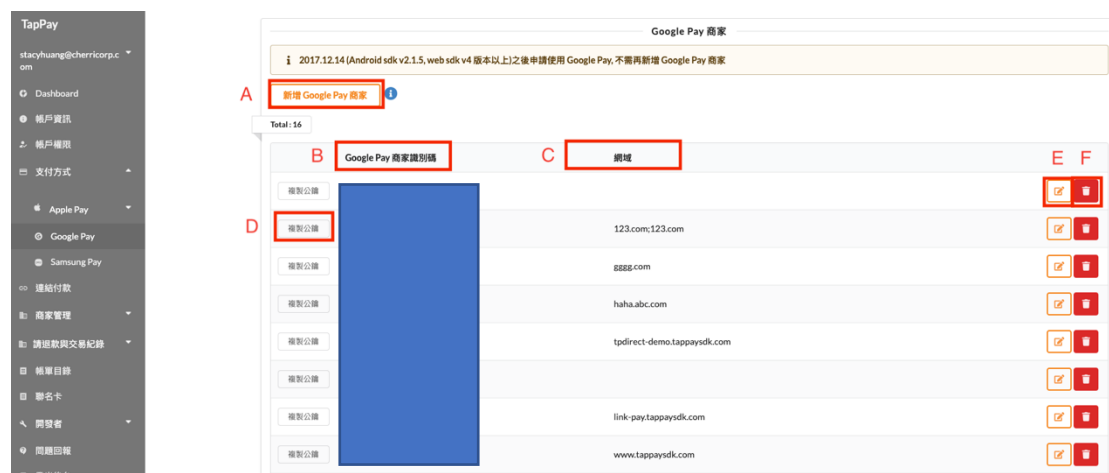 TapPay
stacyhuang@cherricorp.c
om
Dashboard
帳戶資訊
帳戶權限
支付方式
Apple Pay
Google Pay
Samsung Pay
連結付款
商家管理
請退款與交易紀錄
帳單目錄
聯名卡
開發者
問題回報
Google Pay 商家
i 2017.12.14 (Android sdk v2.1.5, web sdk v4 版本以上)之後申請使用 Google Pay, 不需再新增 Google Pay 商家
A 新增 Google Pay 商家 i
Total : 16
B Google Pay 商家識別碼 C 網域 E F
複製公鑰
D 複製公鑰 123.com;123.com
複製公鑰 gggg.com
複製公鑰 haha.abc.com
複製公鑰 tpdirect-demo.tappaysdk.com
複製公鑰
複製公鑰 link-pay.tappaysdk.com
複製公鑰 www.tappaysdk.com